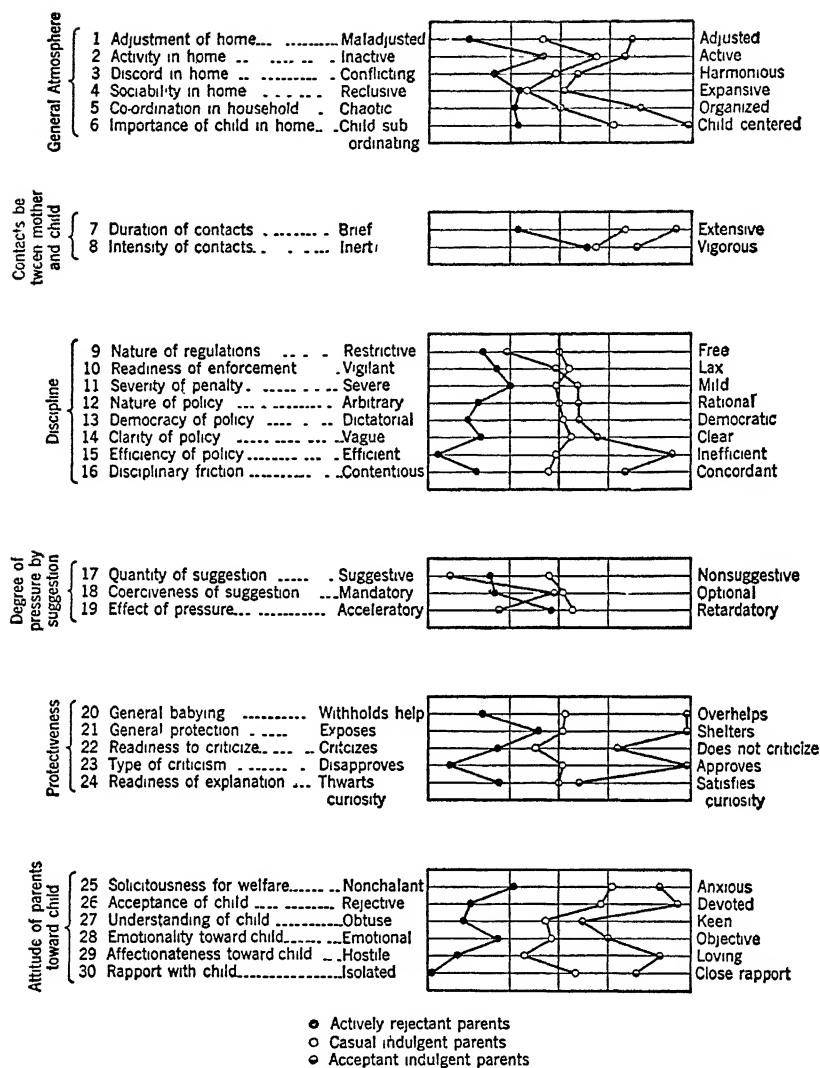 General Atmosphere
1 Adjustment of home... ......... Maladjusted Adjusted
2 Activity in home .. ..... .. Inactive Active
3 Discord in home .. ........ Conflicting Harmonious
4 Sociability in home . ..... Reclusive Expansive
5 Co-ordination in household . Chaotic Organized
6 Importance of child in home.. .Child sub Child centered
ordinating
Contacts be
tween mother
and child
7 Duration of contacts ......... Brief Extensive
8 Intensity of contacts.. . .. .... Inerti Vigorous
Discipline
9 Nature of regulations .... . Restrictive Free
10 Readiness of enforcement .Vigilant Lax
11 Severity of penalty. ...... .. Severe Mild
12 Nature of policy ........... Arbitrary Rational
13 Democracy of policy .... . .. Dictatorial Democratic
14 Clarity of policy ............ ...Vague Clear
15 Efficiency of policy........ ... .Efficient Inefficient
16 Disciplinary friction ..........Contentious Concordant
Degree of
pressure by
suggestion
17 Quantity of suggestion ..... . Suggestive Nonsuggestive
18 Coerciveness of suggestion ...Mandatory Optional
19 Effect of pressure... ........ Acceleratory Retardatory
Protectiveness
20 General babying .......... Withholds help Overhelps
21 General protection . .... Exposes Shelters
22 Readiness to criticize.... ... .. Critcizes Does not criticize
23 Type of criticism ....... . Disapproves Approves
24 Readiness of explanation ... Thwarts Satisfies
curiosity curiosity
Attitude of parents
toward child
25 Solicitousness for welfare...... ..Nonchalant Anxious
26 Acceptance of child .... ...... Rejective Devoted
27 Understanding of child ..........Obtuse Keen
28 Emotionality toward child..... ...Emotional Objective
29 Affectionateness toward child . ..Hostile Loving
30 Rapport with child............ ...Isolated Close rapport
Actively rejectant parents
Casual indulgent parents
Acceptant indulgent parents